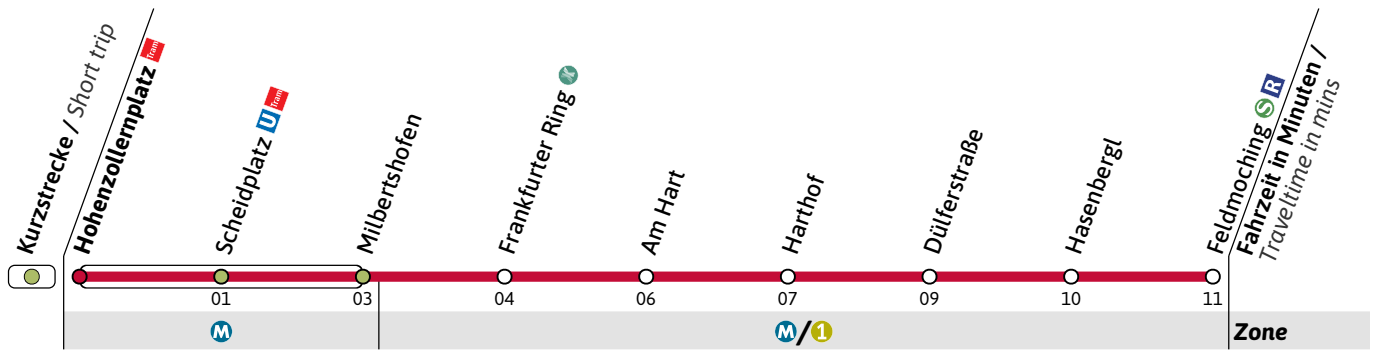 Kurzstrecke / Short trip
Hohenzollernplatz Tram
Scheidplatz U Tram
Milbertshofen
Frankfurter Ring K
Am Hart
Harthof
Dülferstraße
Hasenbergl
Feldmoching S R
Fahrzeit in Minuten /
Traveltime in mins
01 03 04 06 07 09 10 11
M M/1 Zone